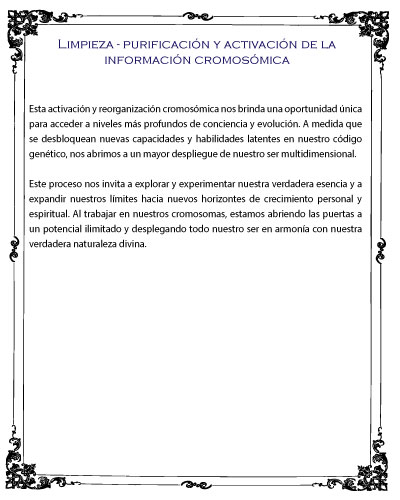 Limpieza - purificación y activación de la
información cromosómica
Esta activación y reorganización cromosómica nos brinda una oportunidad única
para acceder a niveles más profundos de conciencia y evolución. A medida que
se desbloquean nuevas capacidades y habilidades latentes en nuestro código
genético, nos abrimos a un mayor despliegue de nuestro ser multidimensional.
Este proceso nos invita a explorar y experimentar nuestra verdadera esencia y a
expandir nuestros límites hacia nuevos horizontes de crecimiento personal y
espiritual. Al trabajar en nuestros cromosomas, estamos abriendo las puertas a
un potencial ilimitado y desplegando todo nuestro ser en armonía con nuestra
verdadera naturaleza divina.